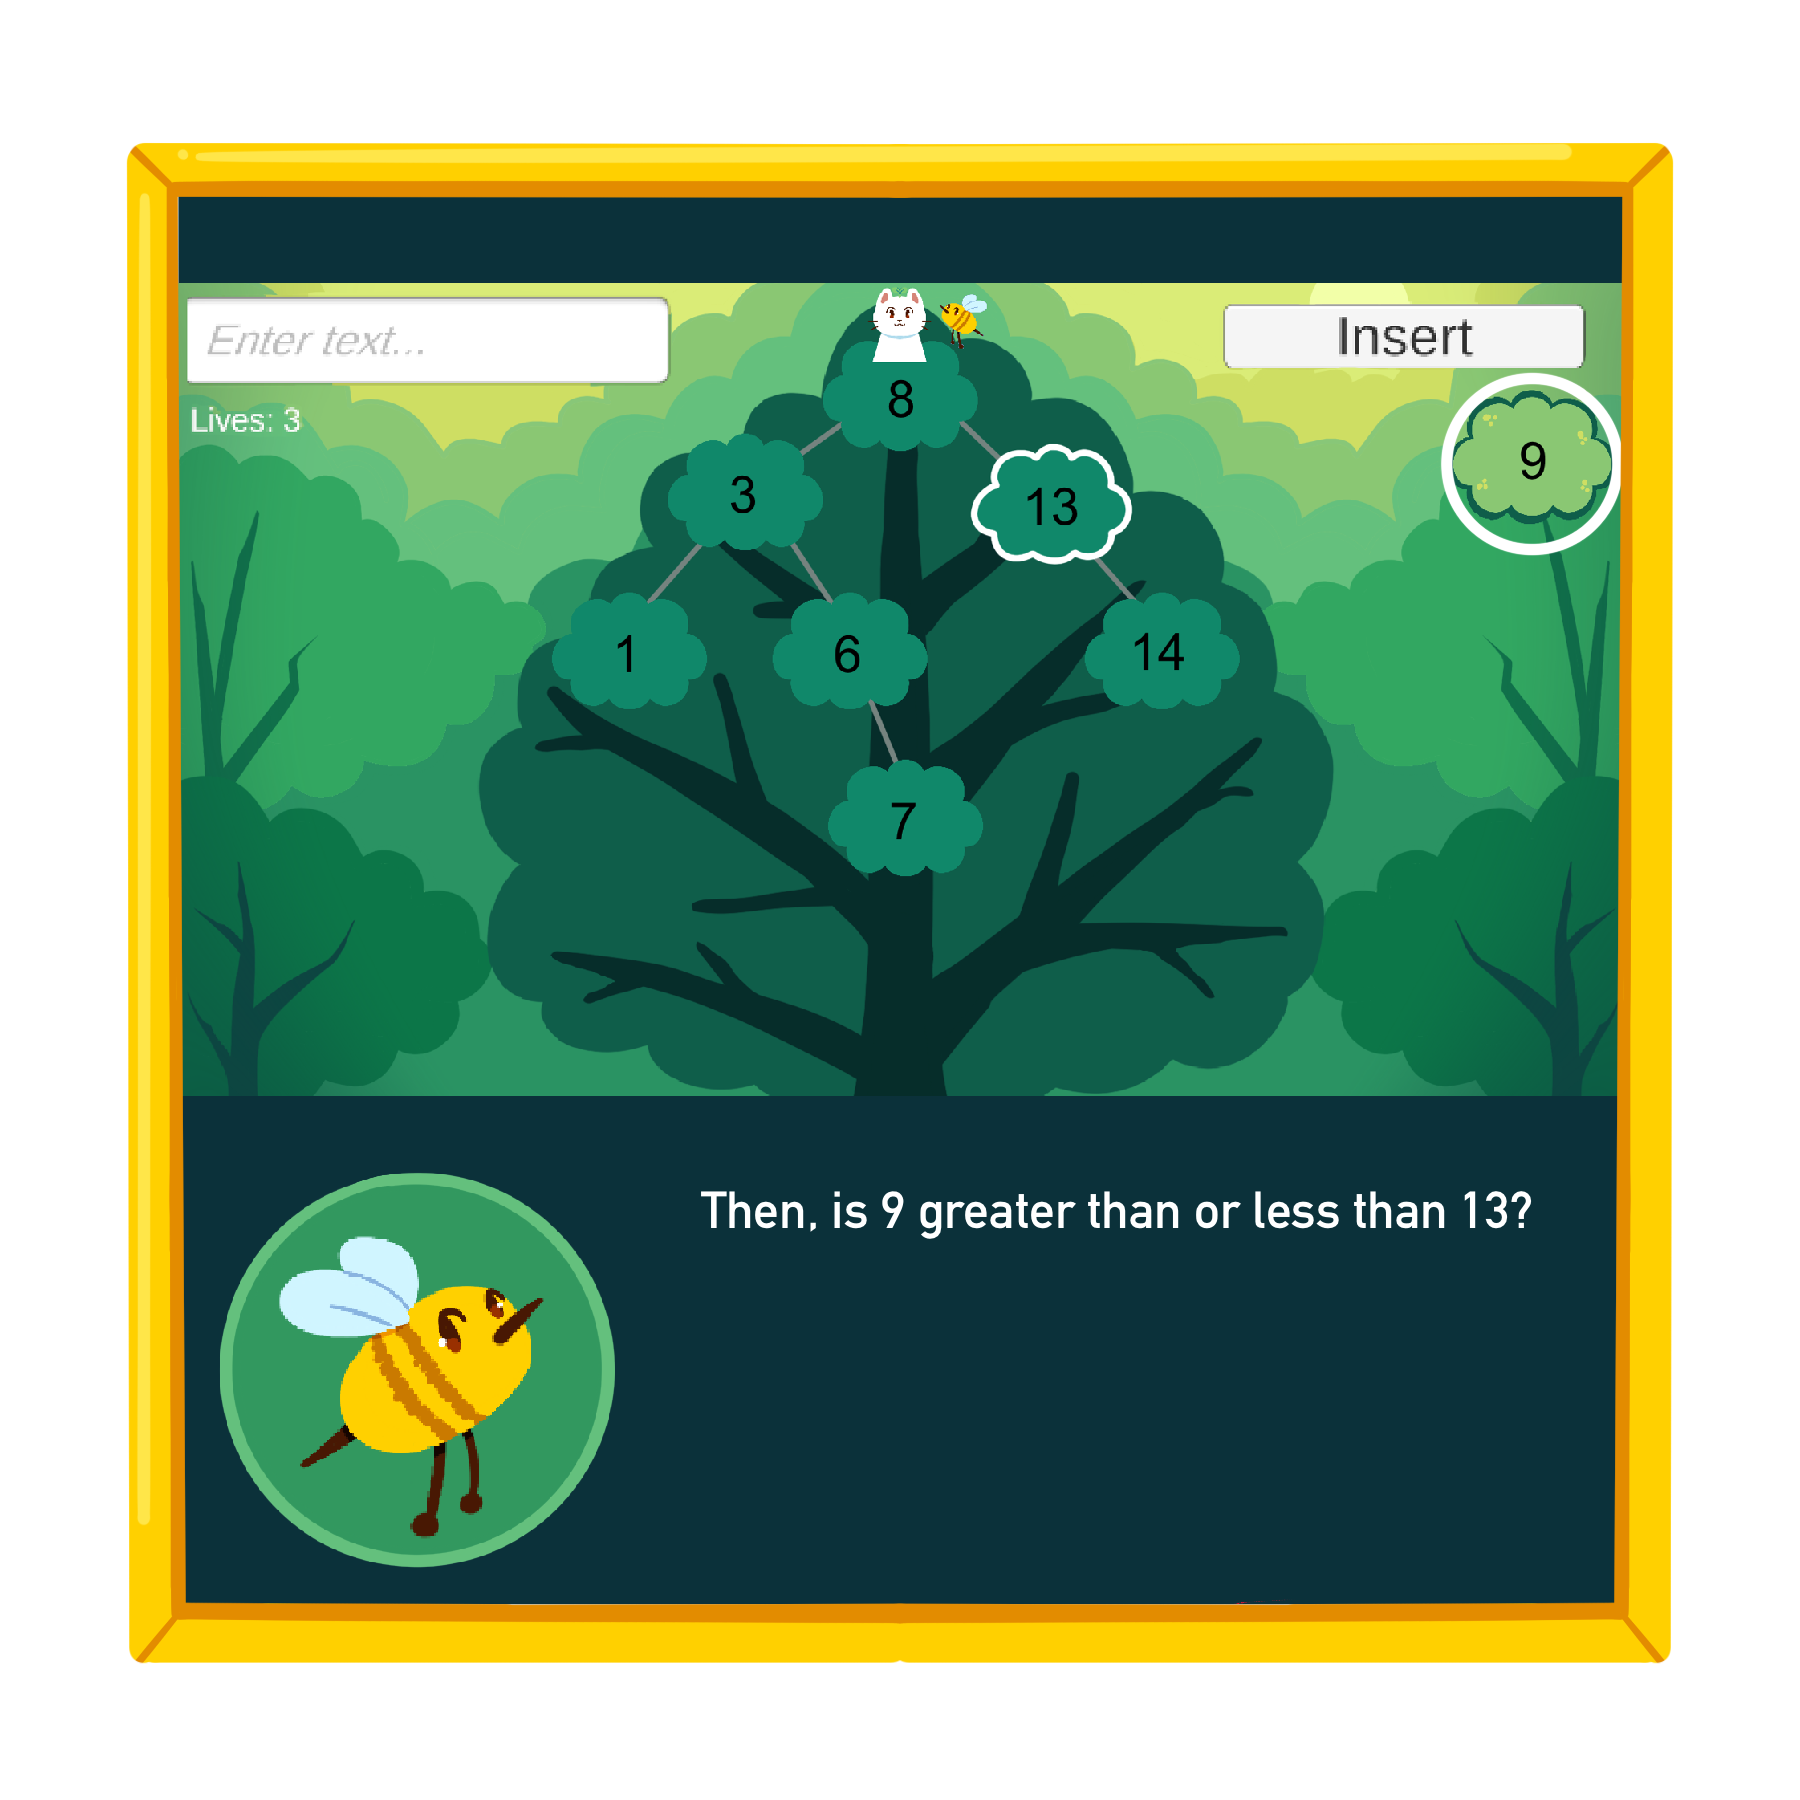 Enter text...
Insert
Lives: 3
8
9
3
13
1
6
14
7
Then, is 9 greater than or less than 13?